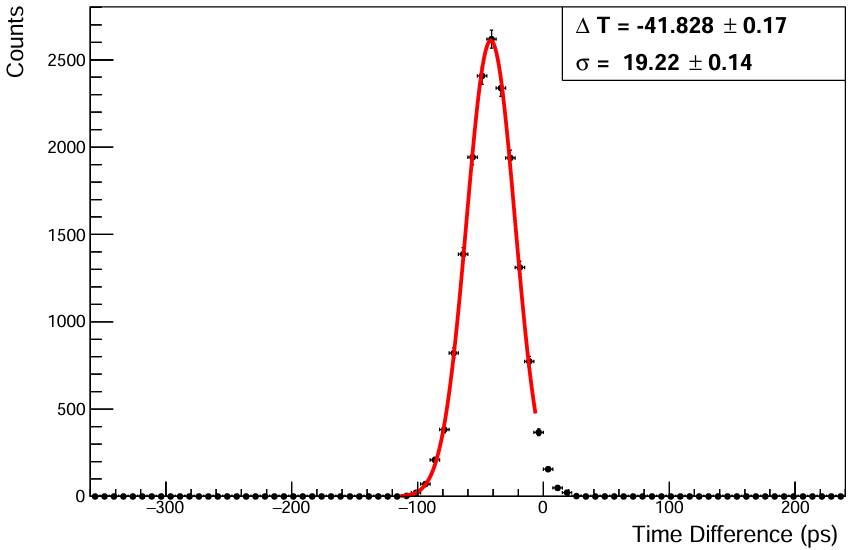 Counts
Δ T = -41.828 ± 0.17
σ = 19.22 ± 0.14
2500
2000
1500
1000
500
0
−300 −200 −100 0 100 200
Time Difference (ps)